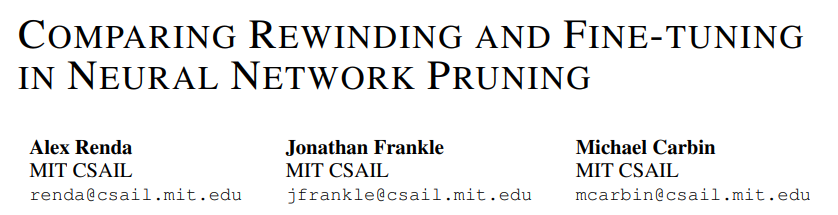 COMPARING REWINDING AND FINE-TUNING
IN NEURAL NETWORK PRUNING
Alex Renda Jonathan Frankle Michael Carbin
MIT CSAIL MIT CSAIL MIT CSAIL
renda@csail.mit.edu jfrankle@csail.mit.edu mcarbin@csail.mit.edu